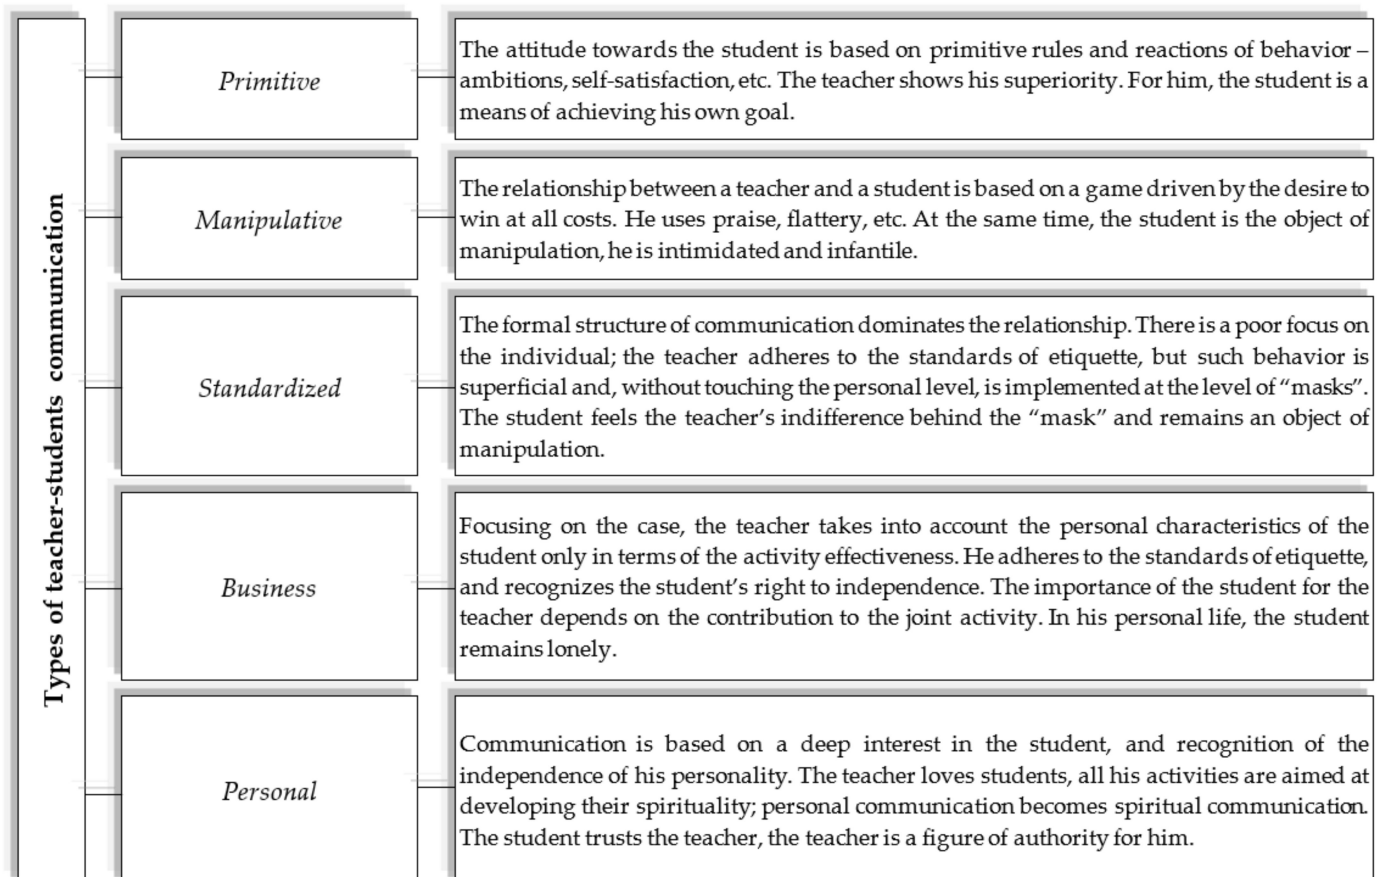 Types of teacher-students communication
Primitive
The attitude towards the student is based on primitive rules and reactions of behavior –
ambitions, self-satisfaction, etc. The teacher shows his superiority. For him, the student is a
means of achieving his own goal.
Manipulative
The relationship between a teacher and a student is based on a game driven by the desire to
win at all costs. He uses praise, flattery, etc. At the same time, the student is the object of
manipulation, he is intimidated and infantile.
Standardized
The formal structure of communication dominates the relationship. There is a poor focus on
the individual; the teacher adheres to the standards of etiquette, but such behavior is
superficial and, without touching the personal level, is implemented at the level of “masks”.
The student feels the teacher’s indifference behind the “mask” and remains an object of
manipulation.
Business
Focusing on the case, the teacher takes into account the personal characteristics of the
student only in terms of the activity effectiveness. He adheres to the standards of etiquette,
and recognizes the student’s right to independence. The importance of the student for the
teacher depends on the contribution to the joint activity. In his personal life, the student
remains lonely.
Personal
Communication is based on a deep interest in the student, and recognition of the
independence of his personality. The teacher loves students, all his activities are aimed at
developing their spirituality; personal communication becomes spiritual communication.
The student trusts the teacher, the teacher is a figure of authority for him.